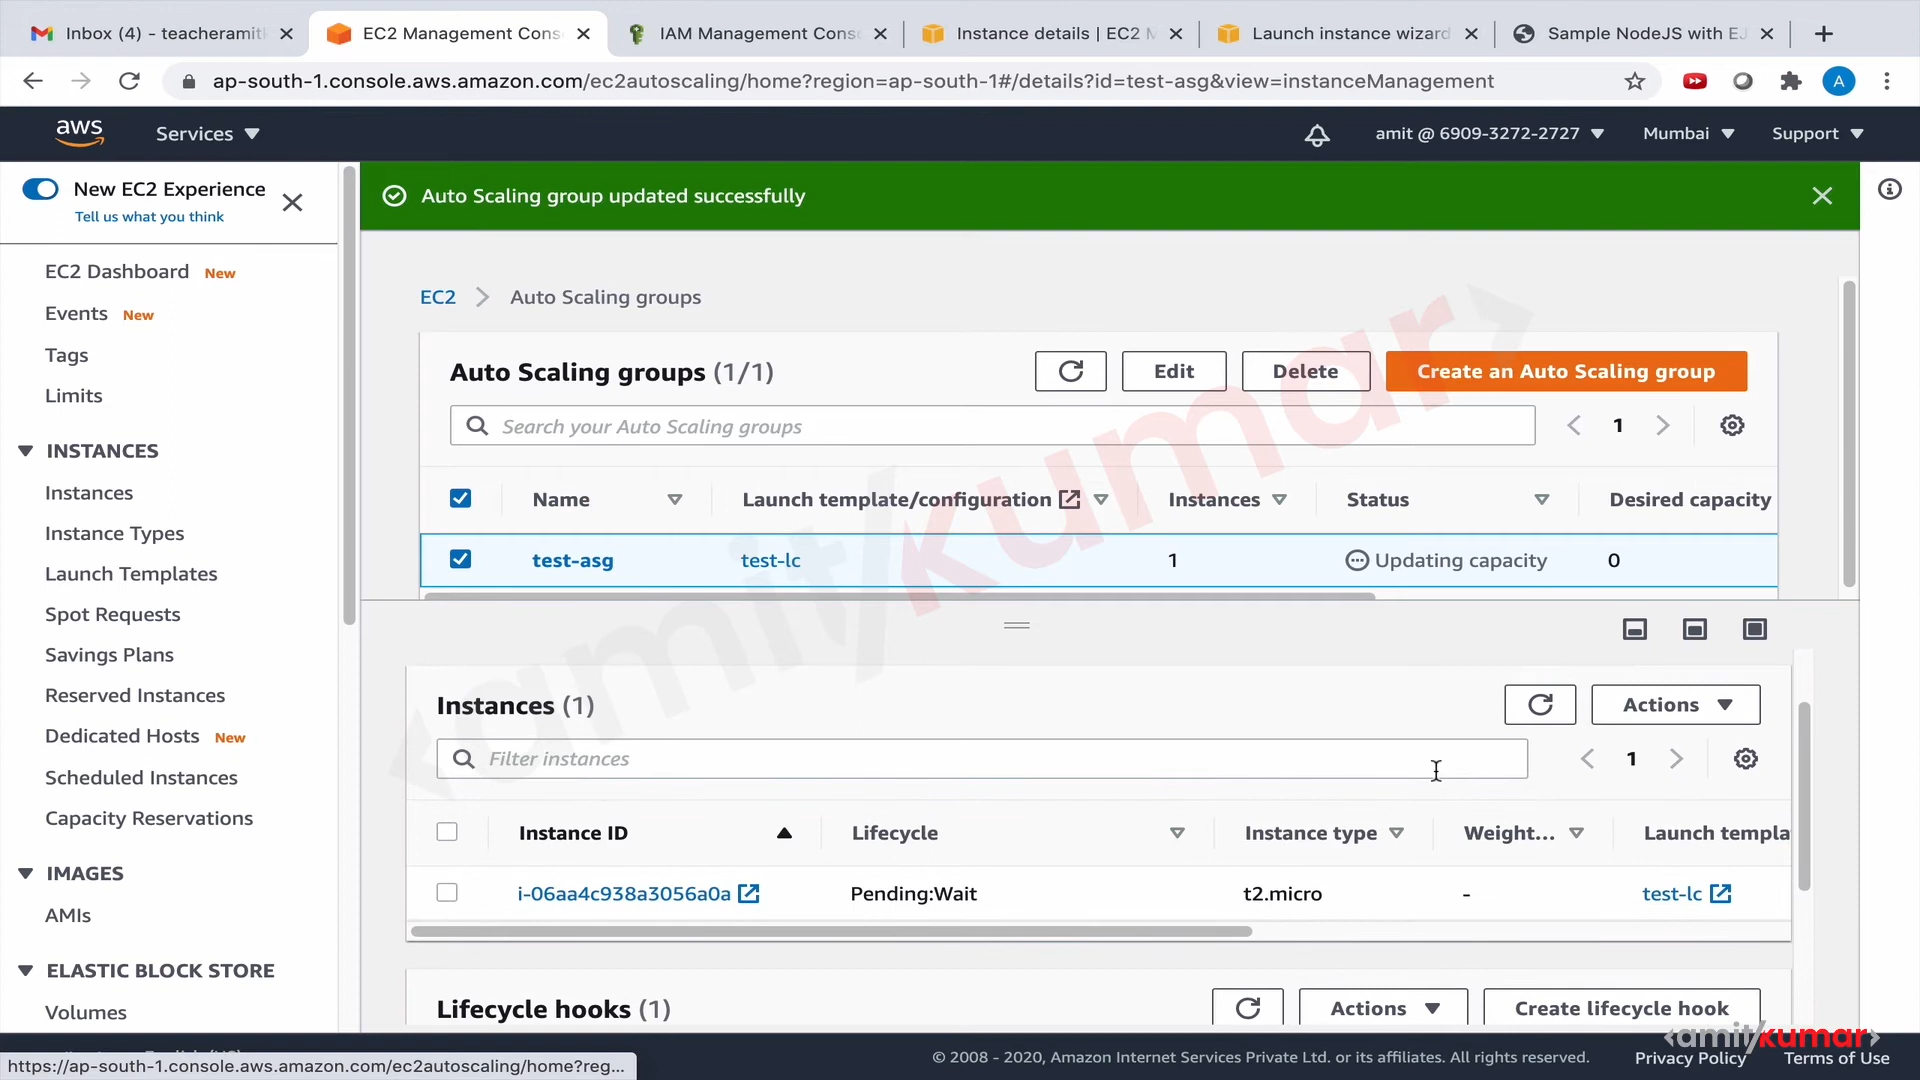 Inbox (4) - teacheramitk
EC2 Management Cons
IAM Management Conso
Instance details | EC2 M
Launch instance wizard
Sample NodeJS with EJ
ap-south-1.console.aws.amazon.com/ec2autoscaling/home?region=ap-south-1#/details?id=test-asg&view=instanceManagement
A
aws
Services
amit @ 6909-3272-2727
Mumbai
Support
New EC2 Experience
Tell us what you think
Auto Scaling group updated successfully
EC2 Dashboard New
Events New
Tags
Limits
INSTANCES
Instances
Instance Types
Launch Templates
Spot Requests
Savings Plans
Reserved Instances
Dedicated Hosts New
Scheduled Instances
Capacity Reservations
IMAGES
AMIs
ELASTIC BLOCK STORE
Volumes
EC2 > Auto Scaling groups
Auto Scaling groups (1/1)
Edit
Delete
Create an Auto Scaling group
Search your Auto Scaling groups
1
Name
Launch template/configuration
Instances
Status
Desired capacity
test-asg
test-lc
1
Updating capacity
0
<amit/kumar>
Instances (1)
Actions
Filter instances
1
Instance ID
Lifecycle
Instance type
Weight...
Launch templa
i-06aa4c938a3056a0a
Pending:Wait
t2.micro
-
test-lc
Lifecycle hooks (1)
Actions
Create lifecycle hook
<amit/kumar>
https://ap-south-1.console.aws.amazon.com/ec2autoscaling/home?reg...
© 2008 - 2020, Amazon Internet Services Private Ltd. or its affiliates. All rights reserved.
Privacy Policy
Terms of Use